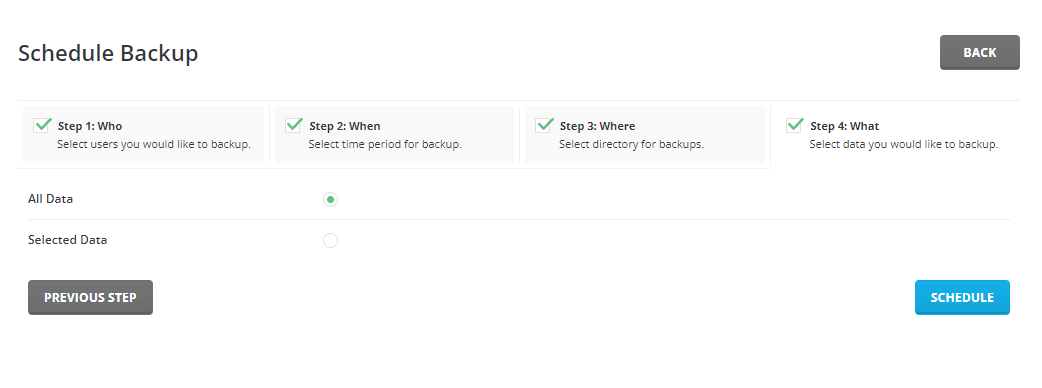 Schedule Backup
BACK
Step 1: Who
Select users you would like to backup.
Step 2: When
Select time period for backup.
Step 3: Where
Select directory for backups.
Step 4: What
Select data you would like to backup.
All Data
Selected Data
PREVIOUS STEP
SCHEDULE